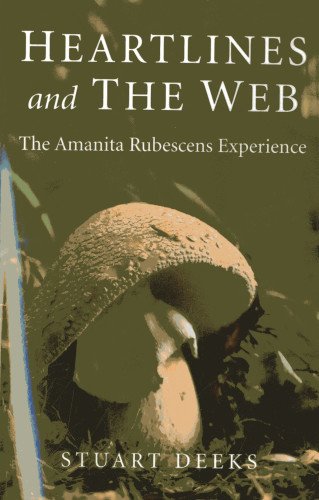 HEARTLINES
and THE WEB
The Amanita Rubescens Experience
STUART DEEKS